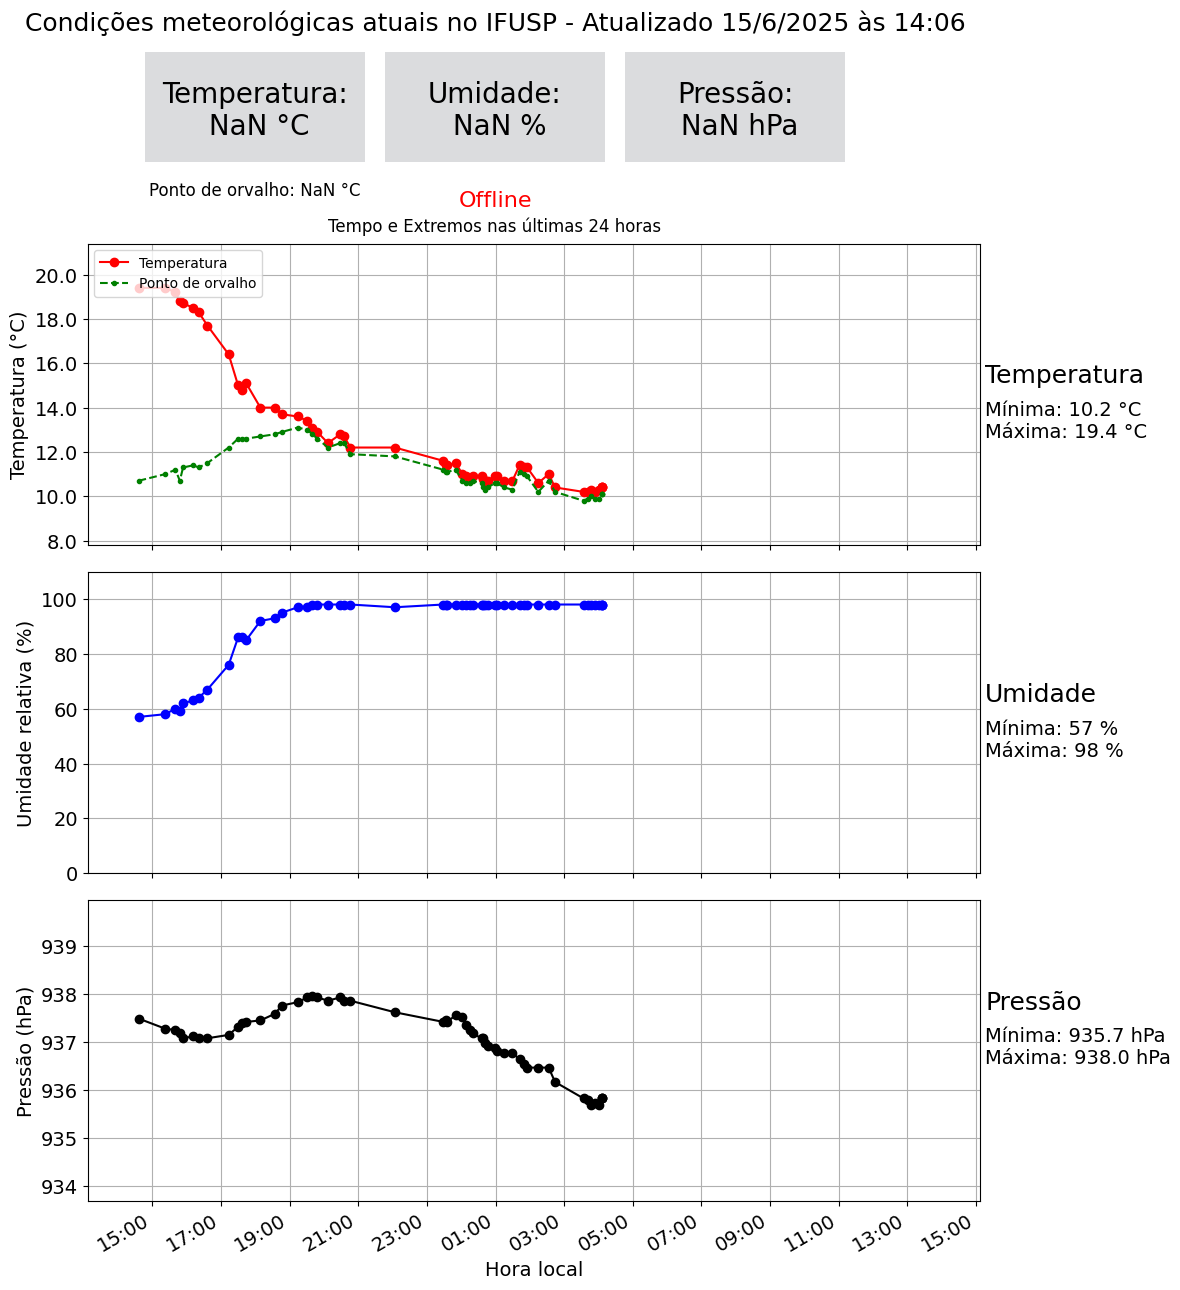 Condições meteorológicas atuais no IFUSP - Atualizado 15/6/2025 às 14:06
Temperatura:
NaN °C
Umidade:
NaN %
Pressão:
NaN hPa
Ponto de orvalho: NaN °C
Offline
Tempo e Extremos nas últimas 24 horas
Temperatura
Ponto de orvalho
20.0
18.0
16.0
14.0
12.0
10.0
8.0
Temperatura (°C)
Temperatura
Mínima: 10.2 °C
Máxima: 19.4 °C
100
80
60
40
20
0
Umidade relativa (%)
Umidade
Mínima: 57 %
Máxima: 98 %
939
938
937
936
935
934
Pressão (hPa)
Pressão
Mínima: 935.7 hPa
Máxima: 938.0 hPa
15:00
17:00
19:00
21:00
23:00
01:00
03:00
05:00
07:00
09:00
11:00
13:00
15:00
Hora local